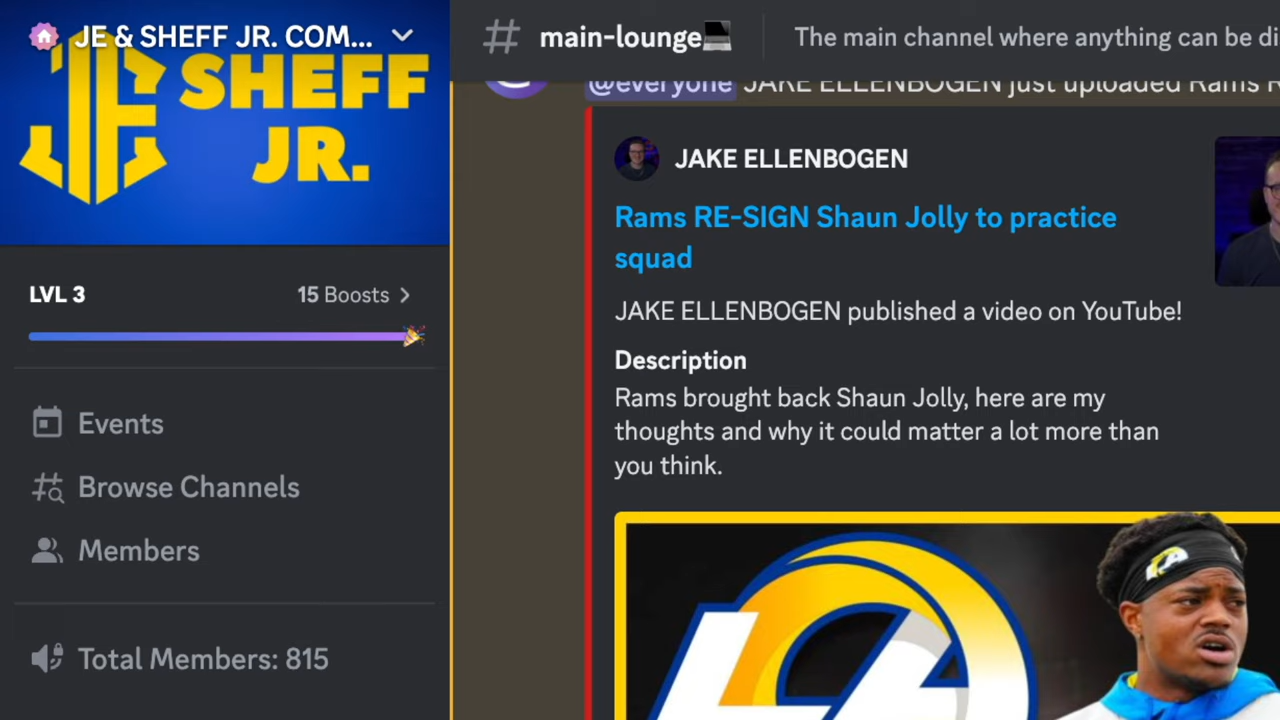 JE & SHEFF JR. COM...
SHEFF
JR.
LVL 3
15 Boosts
Events
Browse Channels
Members
Total Members: 815
main-lounge
The main channel where anything can be di
@everyone JAKE ELLENBOGEN just uploaded Rams R
JAKE ELLENBOGEN
Rams RE-SIGN Shaun Jolly to practice
squad
JAKE ELLENBOGEN published a video on YouTube!
Description
Rams brought back Shaun Jolly, here are my
thoughts and why it could matter a lot more than
you think.
LA